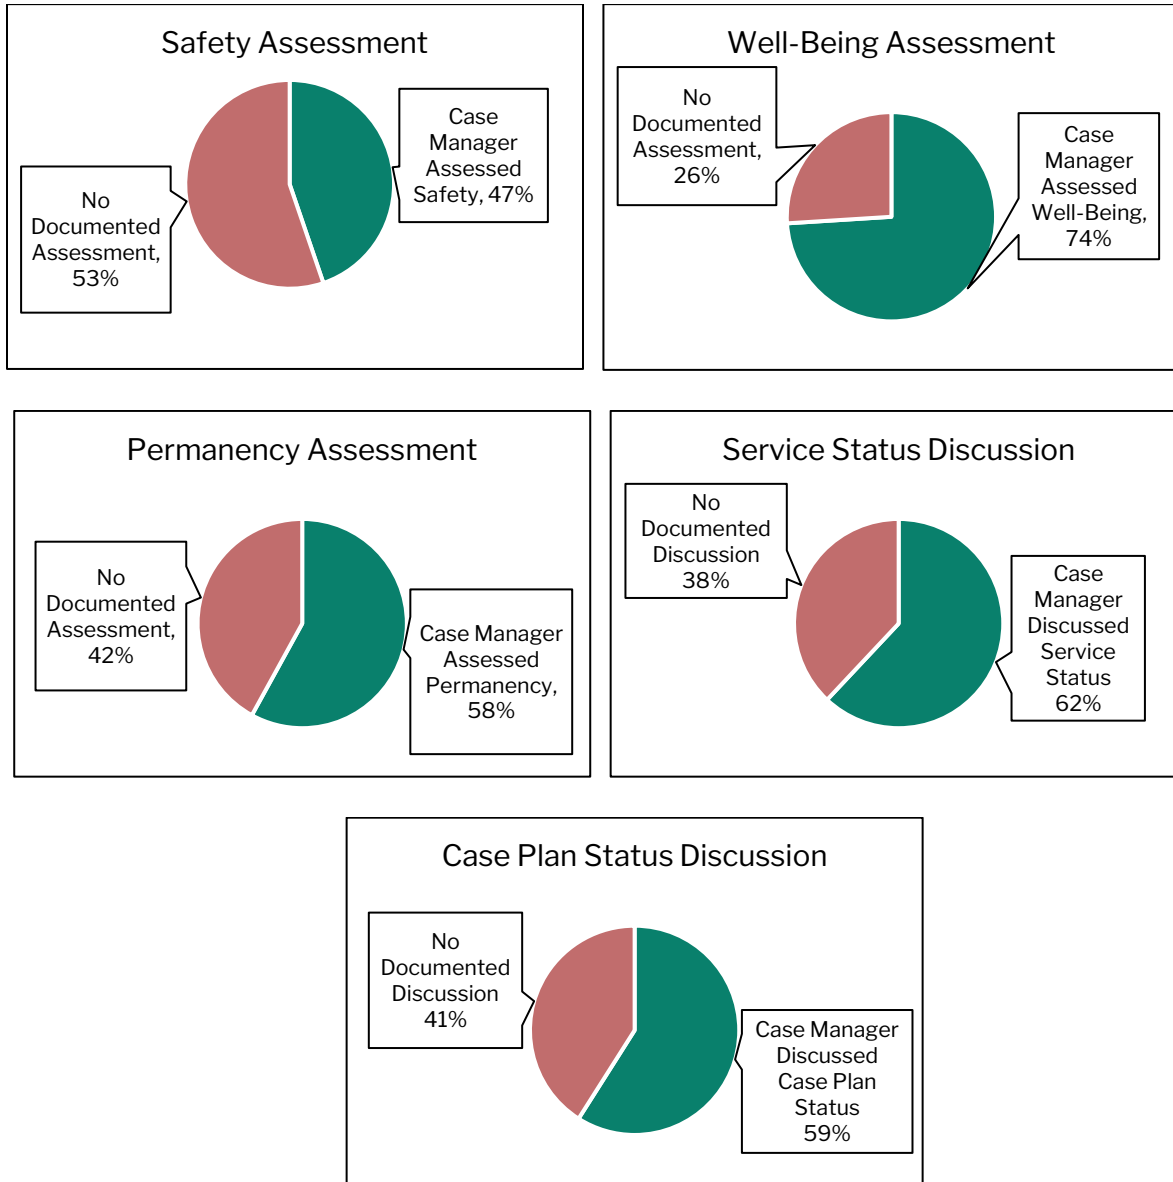 Safety Assessment
No
Documented
Assessment,
53%
Case
Manager
Assessed
Safety, 47%
Well-Being Assessment
No
Documented
Assessment,
26%
Case
Manager
Assessed
Well-Being,
74%
Permanency Assessment
No
Documented
Assessment,
42%
Case Manager
Assessed
Permanency,
58%
Service Status Discussion
No
Documented
Discussion
38%
Case
Manager
Discussed
Service
Status
62%
Case Plan Status Discussion
No
Documented
Discussion
41%
Case Manager
Discussed
Case Plan
Status
59%